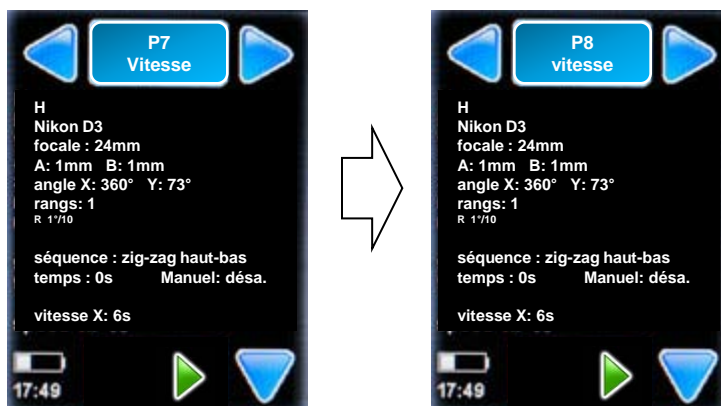 P7
Vitesse
H
Nikon D3
focale : 24mm
A: 1mm B: 1mm
angle X: 360° Y: 73°
rangs: 1
R 1°/10
séquence : zig-zag haut-bas
temps : 0s Manuel: désa.
vitesse X: 6s
17:49
P8
vitesse
H
Nikon D3
focale : 24mm
A: 1mm B: 1mm
angle X: 360° Y: 73°
rangs: 1
R 1°/10
séquence : zig-zag haut-bas
temps : 0s Manuel: désa.
vitesse X: 6s
17:49